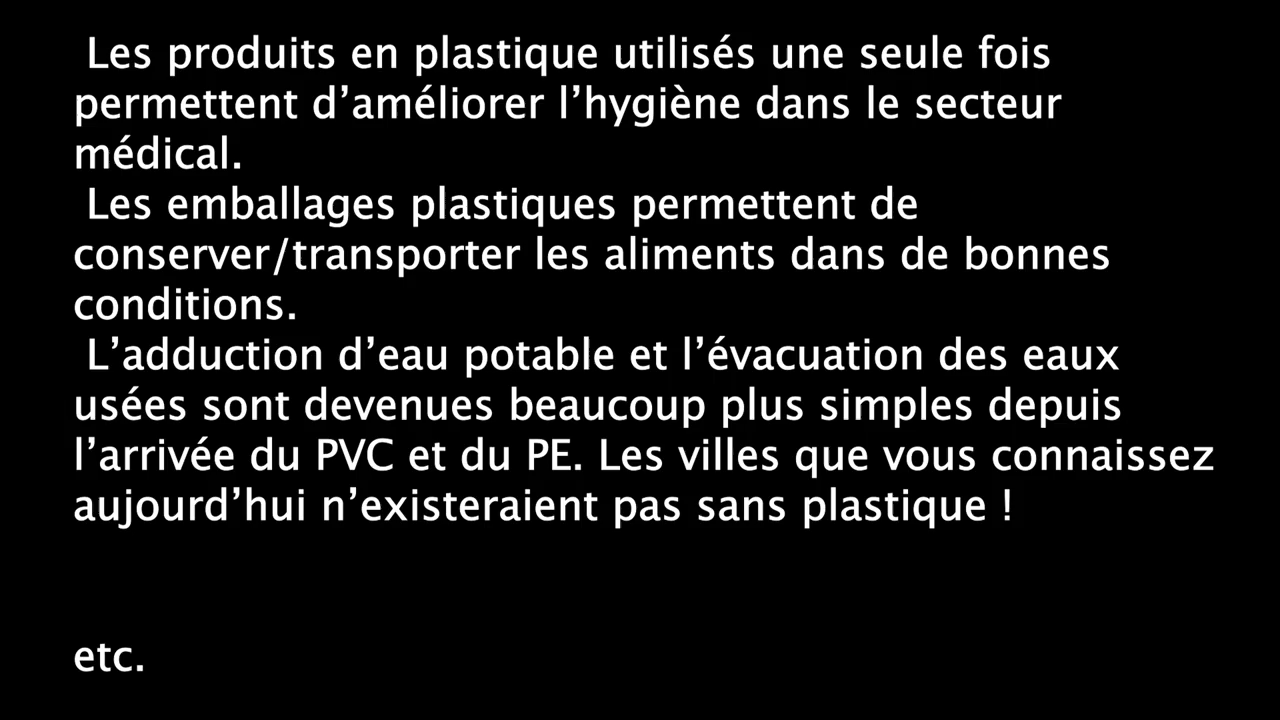 Les produits en plastique utilisés une seule fois
permettent d’améliorer l’hygiène dans le secteur
médical.
Les emballages plastiques permettent de
conserver/transporter les aliments dans de bonnes
conditions.
L’adduction d’eau potable et l’évacuation des eaux
usées sont devenues beaucoup plus simples depuis
l’arrivée du PVC et du PE. Les villes que vous connaissez
aujourd’hui n’existeraient pas sans plastique !
etc.